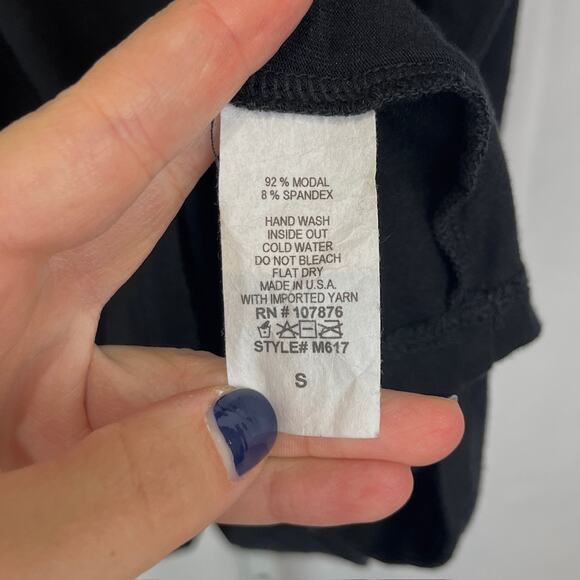 92 % MODAL
8 % SPANDEX
HAND WASH
INSIDE OUT
COLD WATER
DO NOT BLEACH
FLAT DRY
MADE IN U.S.A.
WITH IMPORTED YARN
RN # 107876
STYLE# M617
S